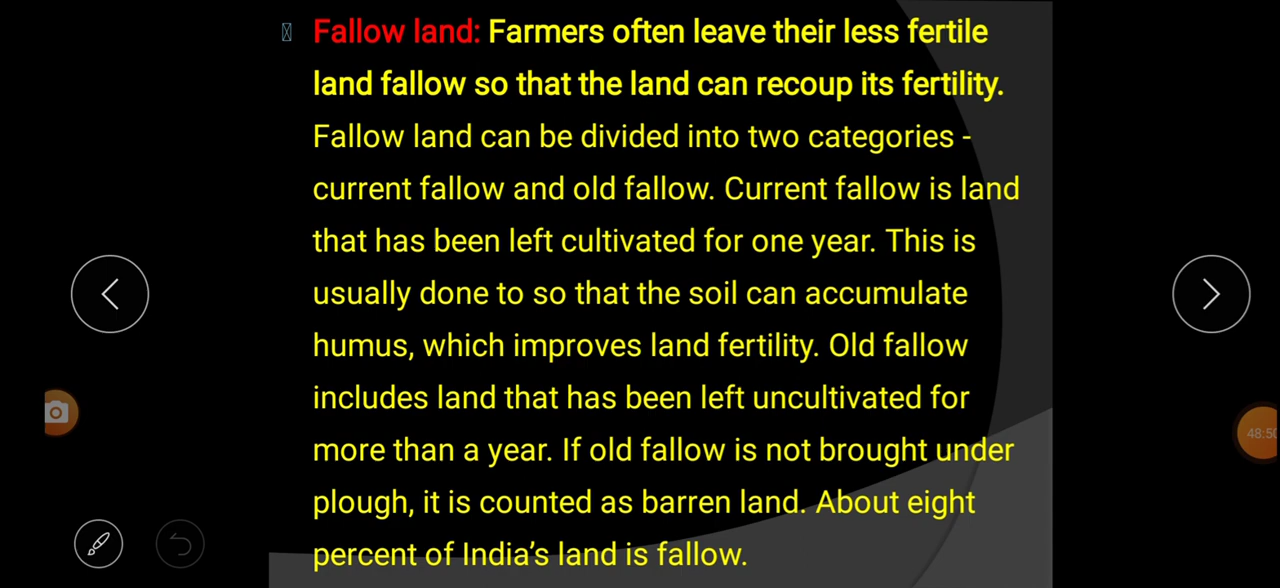 Fallow land: Farmers often leave their less fertile
land fallow so that the land can recoup its fertility.
Fallow land can be divided into two categories -
current fallow and old fallow. Current fallow is land
that has been left cultivated for one year. This is
usually done to so that the soil can accumulate
humus, which improves land fertility. Old fallow
includes land that has been left uncultivated for
more than a year. If old fallow is not brought under
plough, it is counted as barren land. About eight
percent of India’s land is fallow.
48:50